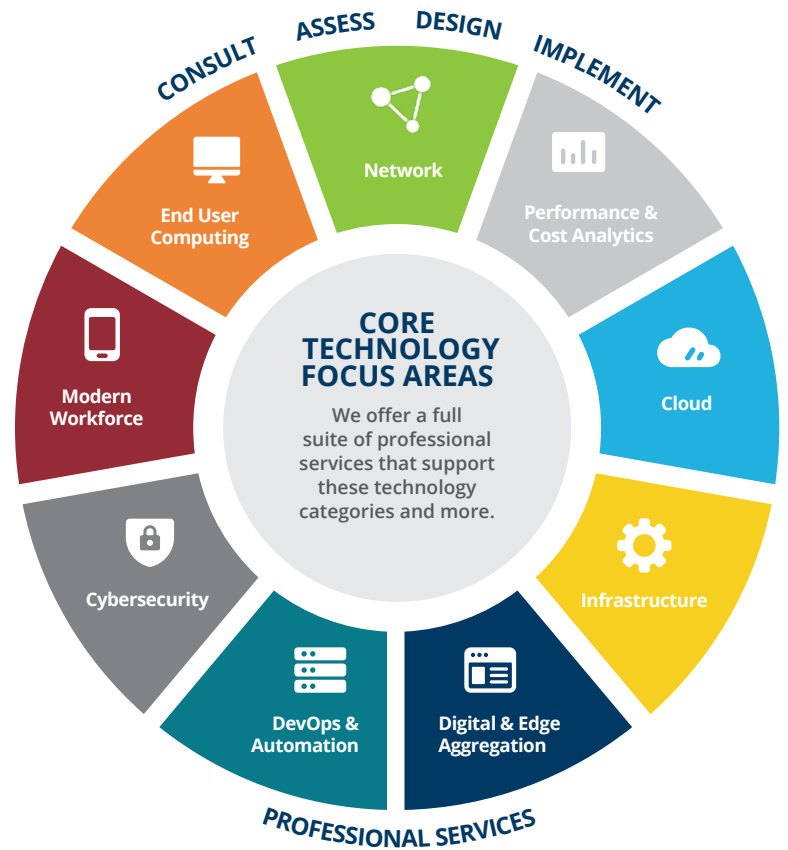 CONSULT
ASSESS
DESIGN
IMPLEMENT
Network
Performance &
Cost Analytics
Cloud
Infrastructure
Digital & Edge
Aggregation
DevOps &
Automation
Cybersecurity
Modern
Workforce
End User
Computing
CORE
TECHNOLOGY
FOCUS AREAS
We offer a full
suite of professional
services that support
these technology
categories and more.
PROFESSIONAL SERVICES